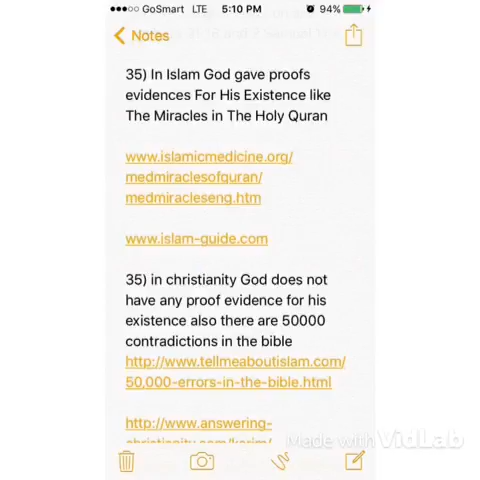 GoSmart LTE 5:10 PM 94%
Notes
35) In Islam God gave proofs
evidences For His Existence like
The Miracles in The Holy Quran
www.islamicmedicine.org/
medmiraclesofquran/
medmiracleseng.htm
www.islam-guide.com
35) in christianity God does not
have any proof evidence for his
existence also there are 50000
contradictions in the bible
http://www.tellmeaboutislam.com/
50,000-errors-in-the-bible.html
http://www.answering-
christianity.com/karim/
Made with VidLab